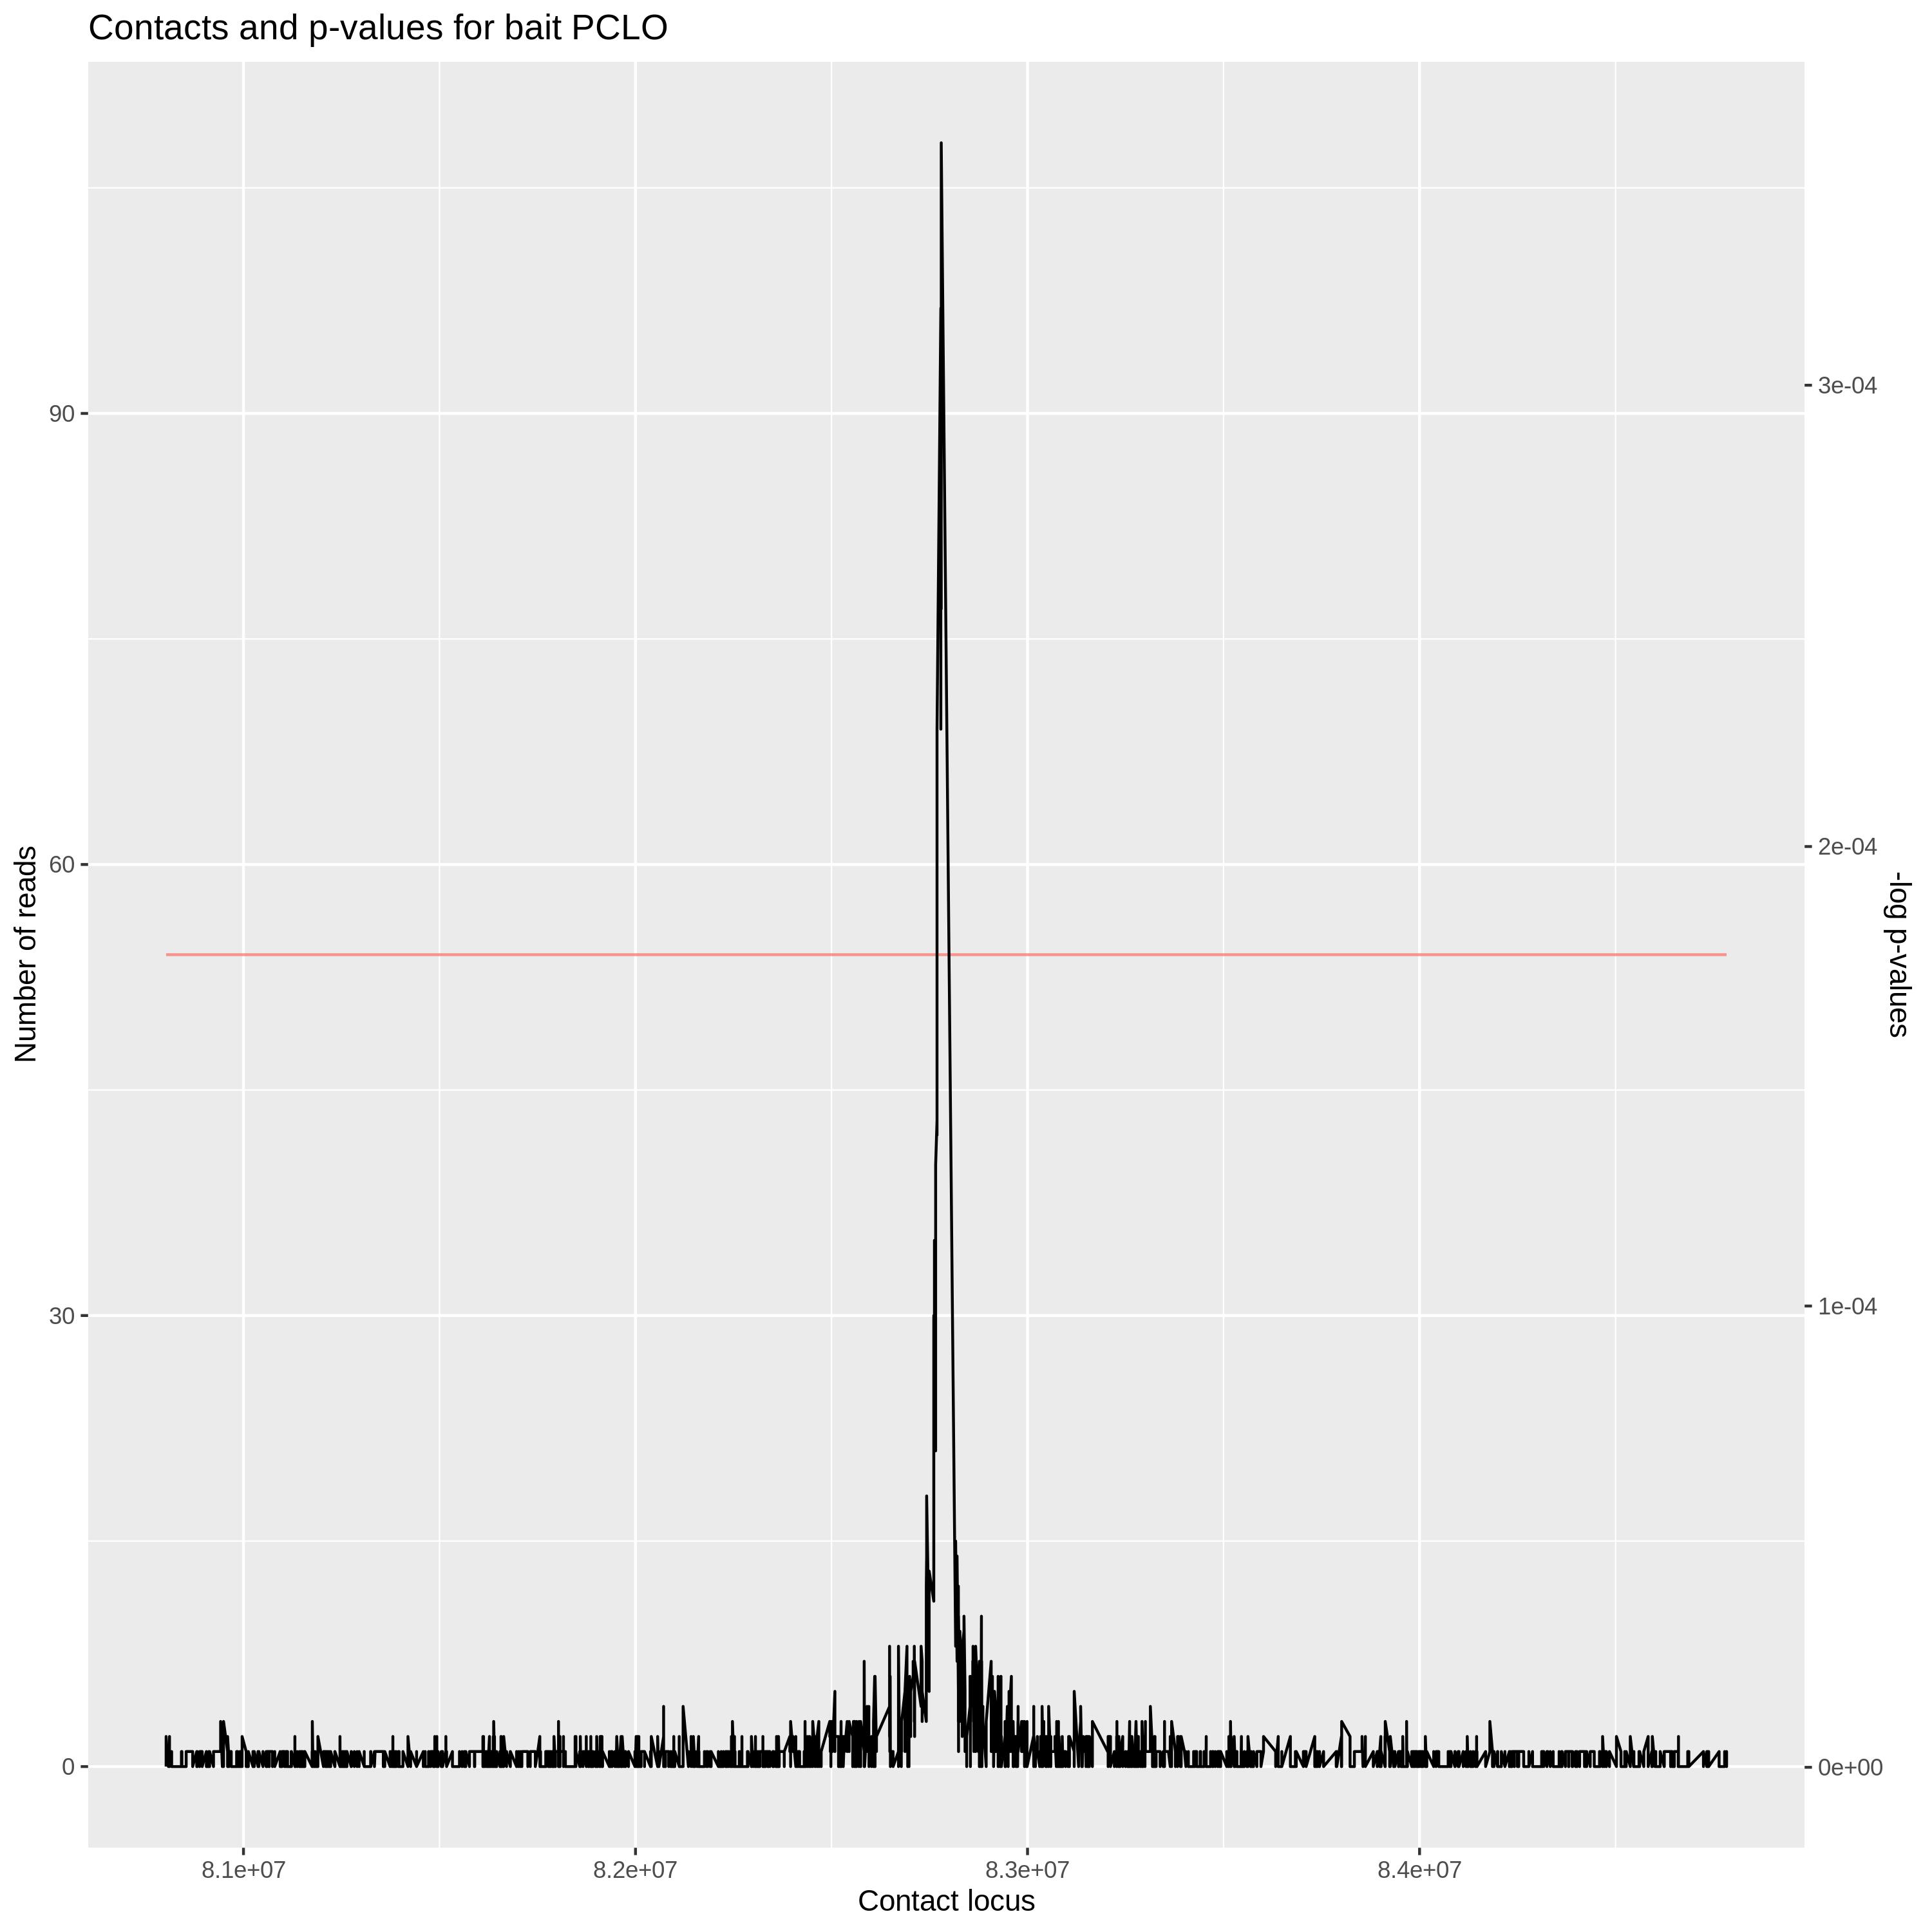 Contacts and p-values for bait PCLO
90
60
30
0
Number of reads
3e-04
2e-04
1e-04
0e+00
-log p-values
8.1e+07
8.2e+07
8.3e+07
8.4e+07
Contact locus